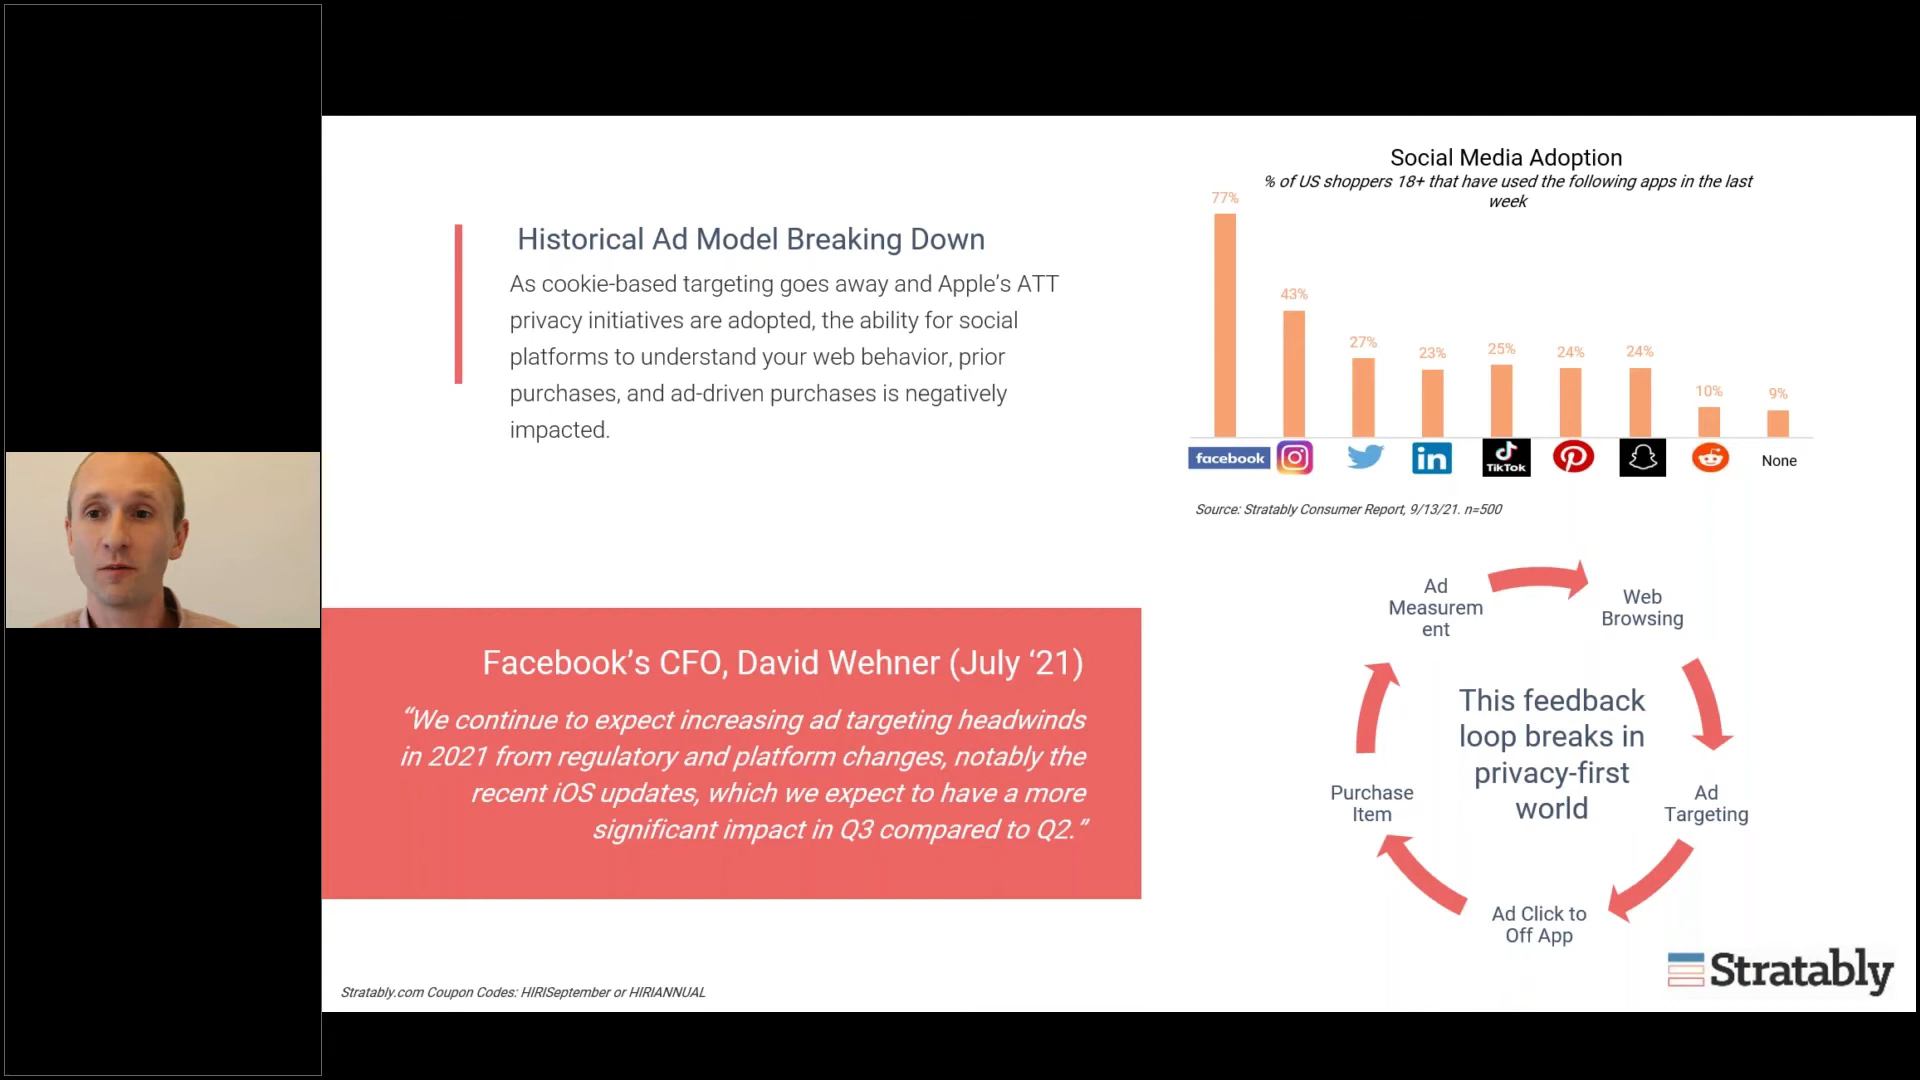 Historical Ad Model Breaking Down
As cookie-based targeting goes away and Apple’s ATT
privacy initiatives are adopted, the ability for social
platforms to understand your web behavior, prior
purchases, and ad-driven purchases is negatively
impacted.
Facebook’s CFO, David Wehner (July ‘21)
“We continue to expect increasing ad targeting headwinds
in 2021 from regulatory and platform changes, notably the
recent iOS updates, which we expect to have a more
significant impact in Q3 compared to Q2.”
Stratably.com Coupon Codes: HIRISeptember or HIRIANNUAL
Social Media Adoption
% of US shoppers 18+ that have used the following apps in the last
week
77%
43%
27%
23%
25%
24%
24%
10%
9%
facebook
in
TikTok
None
Source: Stratably Consumer Report, 9/13/21. n=500
Ad
Measurem
ent
Web
Browsing
Ad
Targeting
Ad Click to
Off App
Purchase
Item
This feedback
loop breaks in
privacy-first
world
Stratably